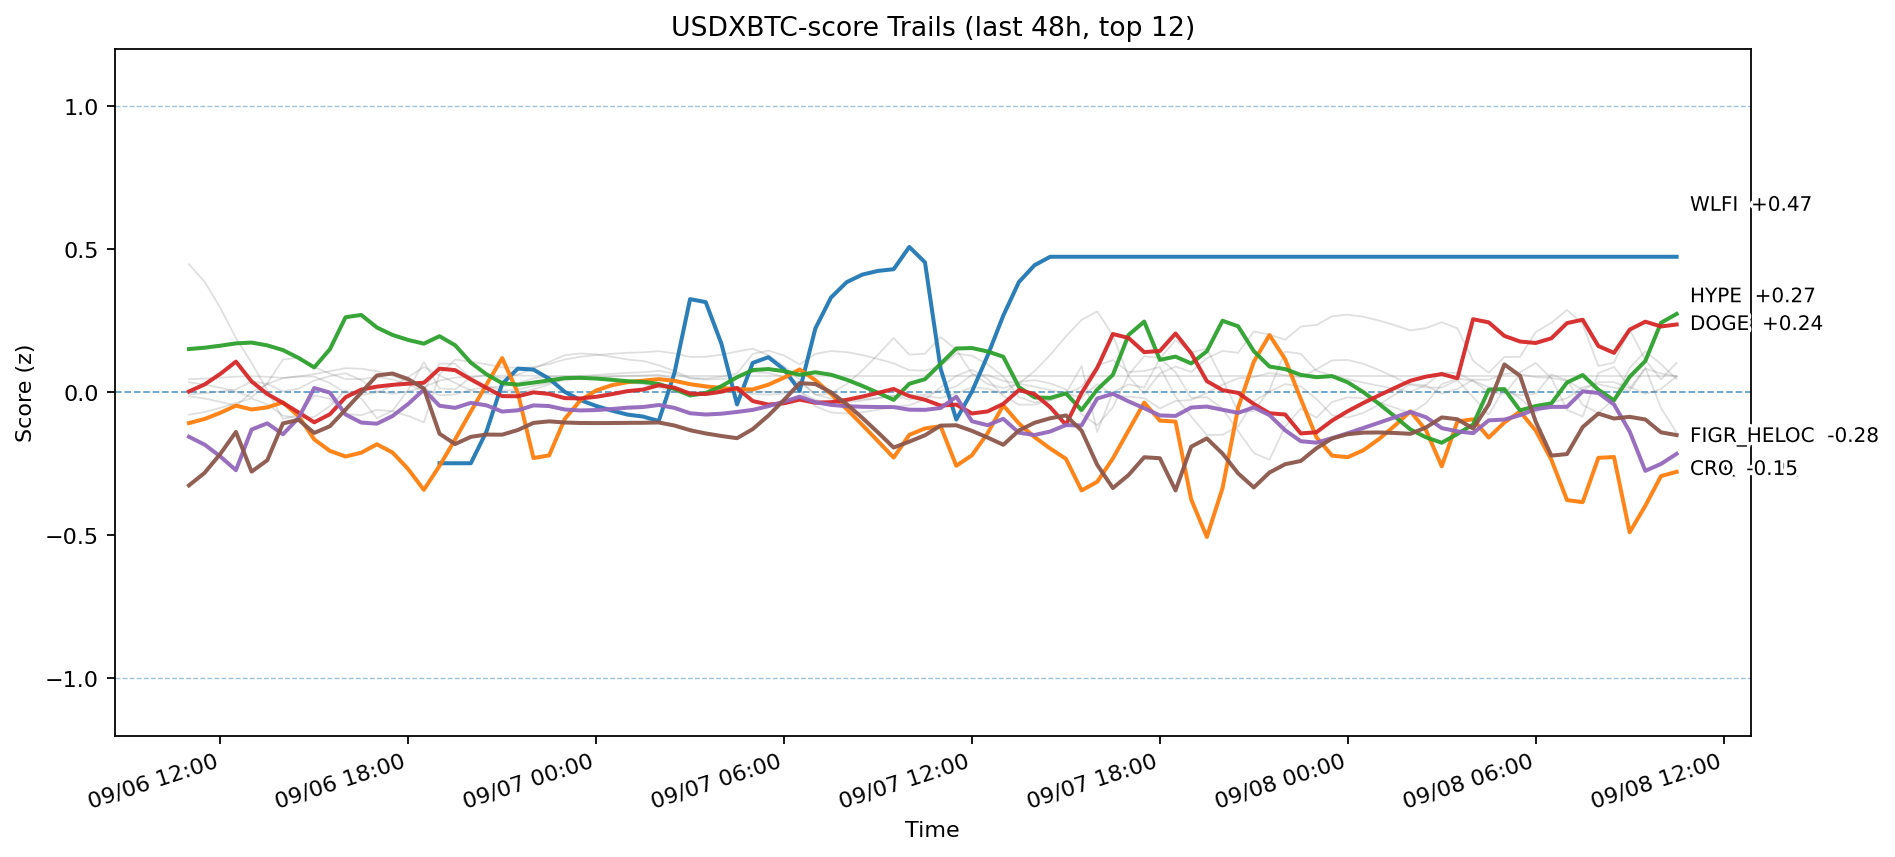 USDXBTC-score Trails (last 48h, top 12)
Score (z)
1.0
0.5
0.0
−0.5
−1.0
WLFI +0.47
HYPE +0.27
DOGE +0.24
FIGR_HELOC -0.28
CRO -0.15
09/06 12:00
09/06 18:00
09/07 00:00
09/07 06:00
09/07 12:00
09/07 18:00
09/08 00:00
09/08 06:00
09/08 12:00
Time